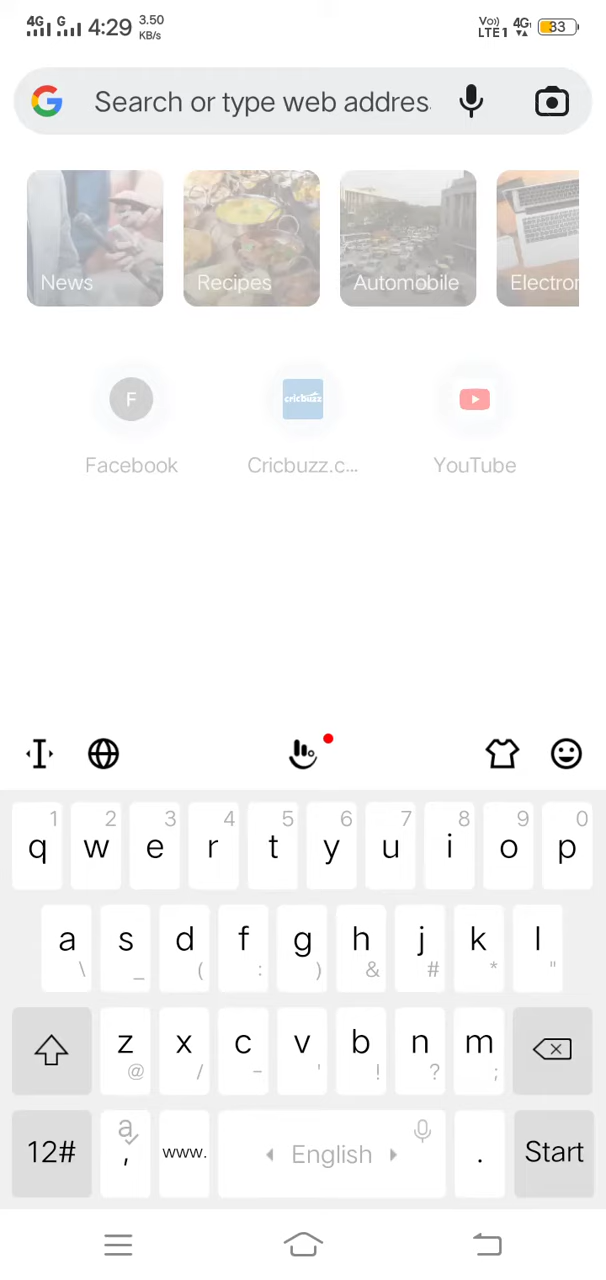 4G G 4:29 3.50 KB/s Vo)) LTE1 4G 33
Search or type web addres
News Recipes Automobile Electron
F cricbuzz
Facebook Cricbuzz.c... YouTube
1 2 3 4 5 6 7 8 9 0
q w e r t y u i o p
a s d f g h j k l
\ _ ( : ) & # * "
z x c v b n m
@ / - ' ! ? ;
12# a , www. English . Start